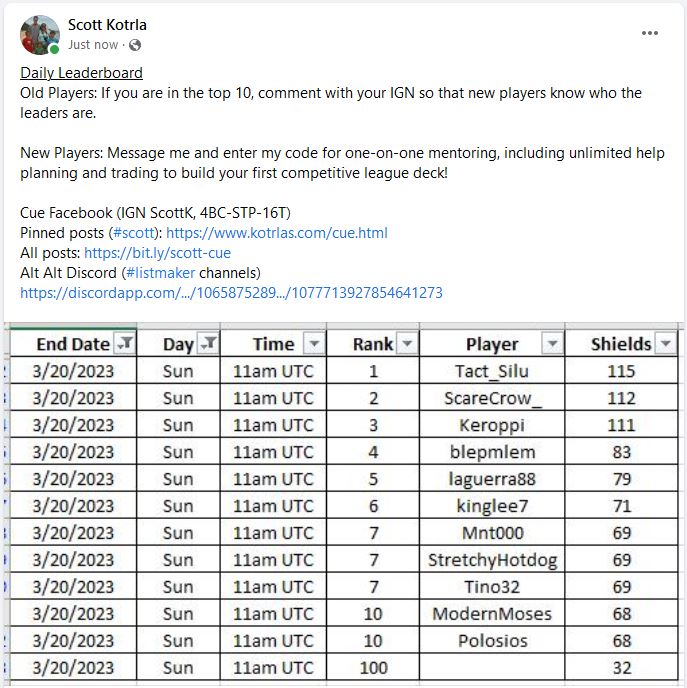 Scott Kotrla
Just now ·
Daily Leaderboard
Old Players: If you are in the top 10, comment with your IGN so that new players know who the
leaders are.
New Players: Message me and enter my code for one-on-one mentoring, including unlimited help
planning and trading to build your first competitive league deck!
Cue Facebook (IGN ScottK, 4BC-STP-16T)
Pinned posts (#scott): https://www.kotrlas.com/cue.html
All posts: https://bit.ly/scott-cue
Alt Alt Discord (#listmaker channels)
https://discordapp.com/.../1065875289.../1077713927854641273
End Date Day Time Rank Player Shields
3/20/2023 Sun 11am UTC 1 Tact_Silu 115
3/20/2023 Sun 11am UTC 2 ScareCrow_ 112
3/20/2023 Sun 11am UTC 3 Keroppi 111
3/20/2023 Sun 11am UTC 4 blepmlem 83
3/20/2023 Sun 11am UTC 5 laguerra88 79
3/20/2023 Sun 11am UTC 6 kinglee7 71
3/20/2023 Sun 11am UTC 7 Mnt000 69
3/20/2023 Sun 11am UTC 7 StretchyHotdog 69
3/20/2023 Sun 11am UTC 7 Tino32 69
3/20/2023 Sun 11am UTC 10 ModernMoses 68
3/20/2023 Sun 11am UTC 10 Polosios 68
3/20/2023 Sun 11am UTC 100 32